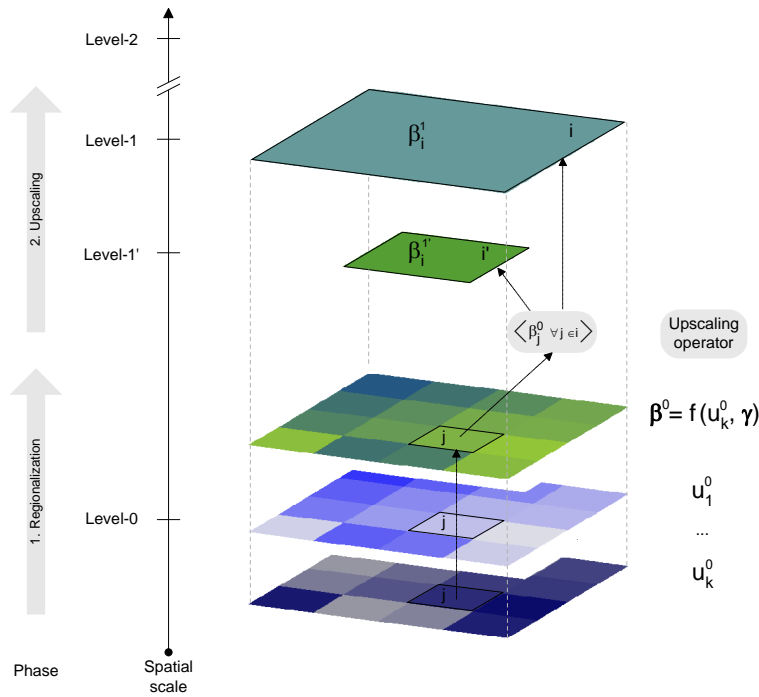 Level-2
Level-1
β_i^1 i
2. Upscaling
Level-1'
β_i^1' i'
⟨β_j^0 ∀ j ∈ i⟩
Upscaling
operator
β^0 = f(u_k^0, γ)
j
1. Regionalization
Level-0
u_1^0
j
...
u_k^0
j
Phase
Spatial
scale